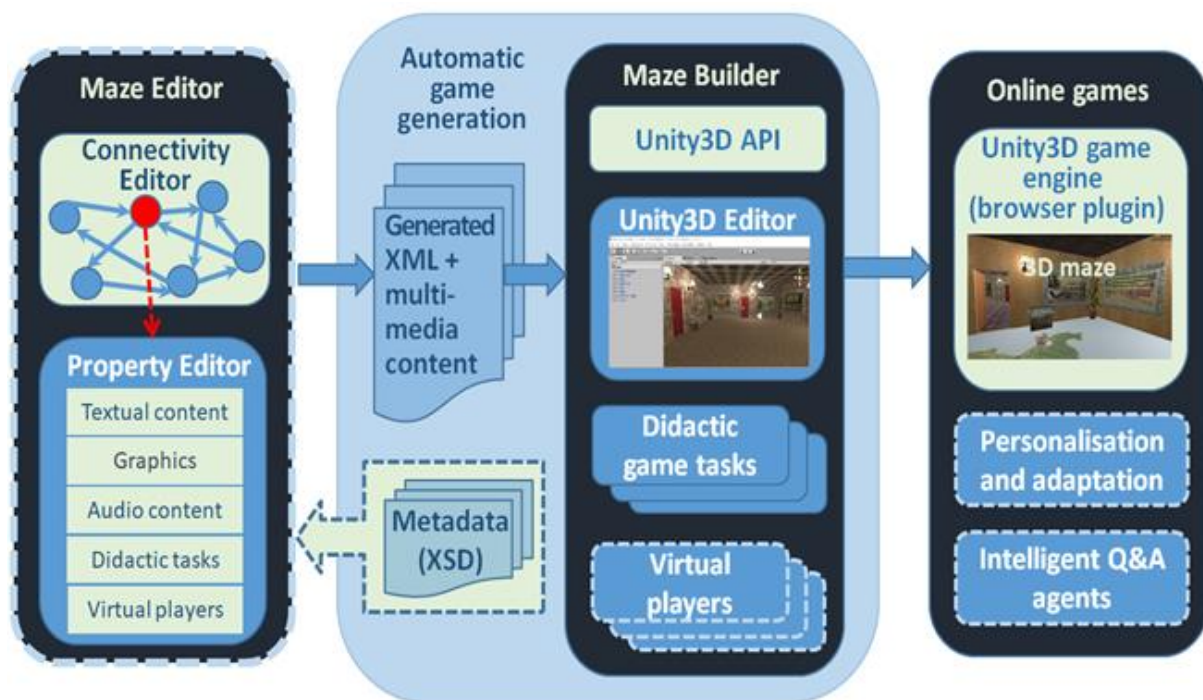 Maze Editor
Connectivity
Editor
Property Editor
Textual content
Graphics
Audio content
Didactic tasks
Virtual players
Automatic
game
generation
Generated
XML +
multi-
media
content
Metadata
(XSD)
Maze Builder
Unity3D API
Unity3D Editor
Didactic
game tasks
Virtual
players
Online games
Unity3D game
engine
(browser plugin)
3D maze
Personalisation
and adaptation
Intelligent Q&A
agents